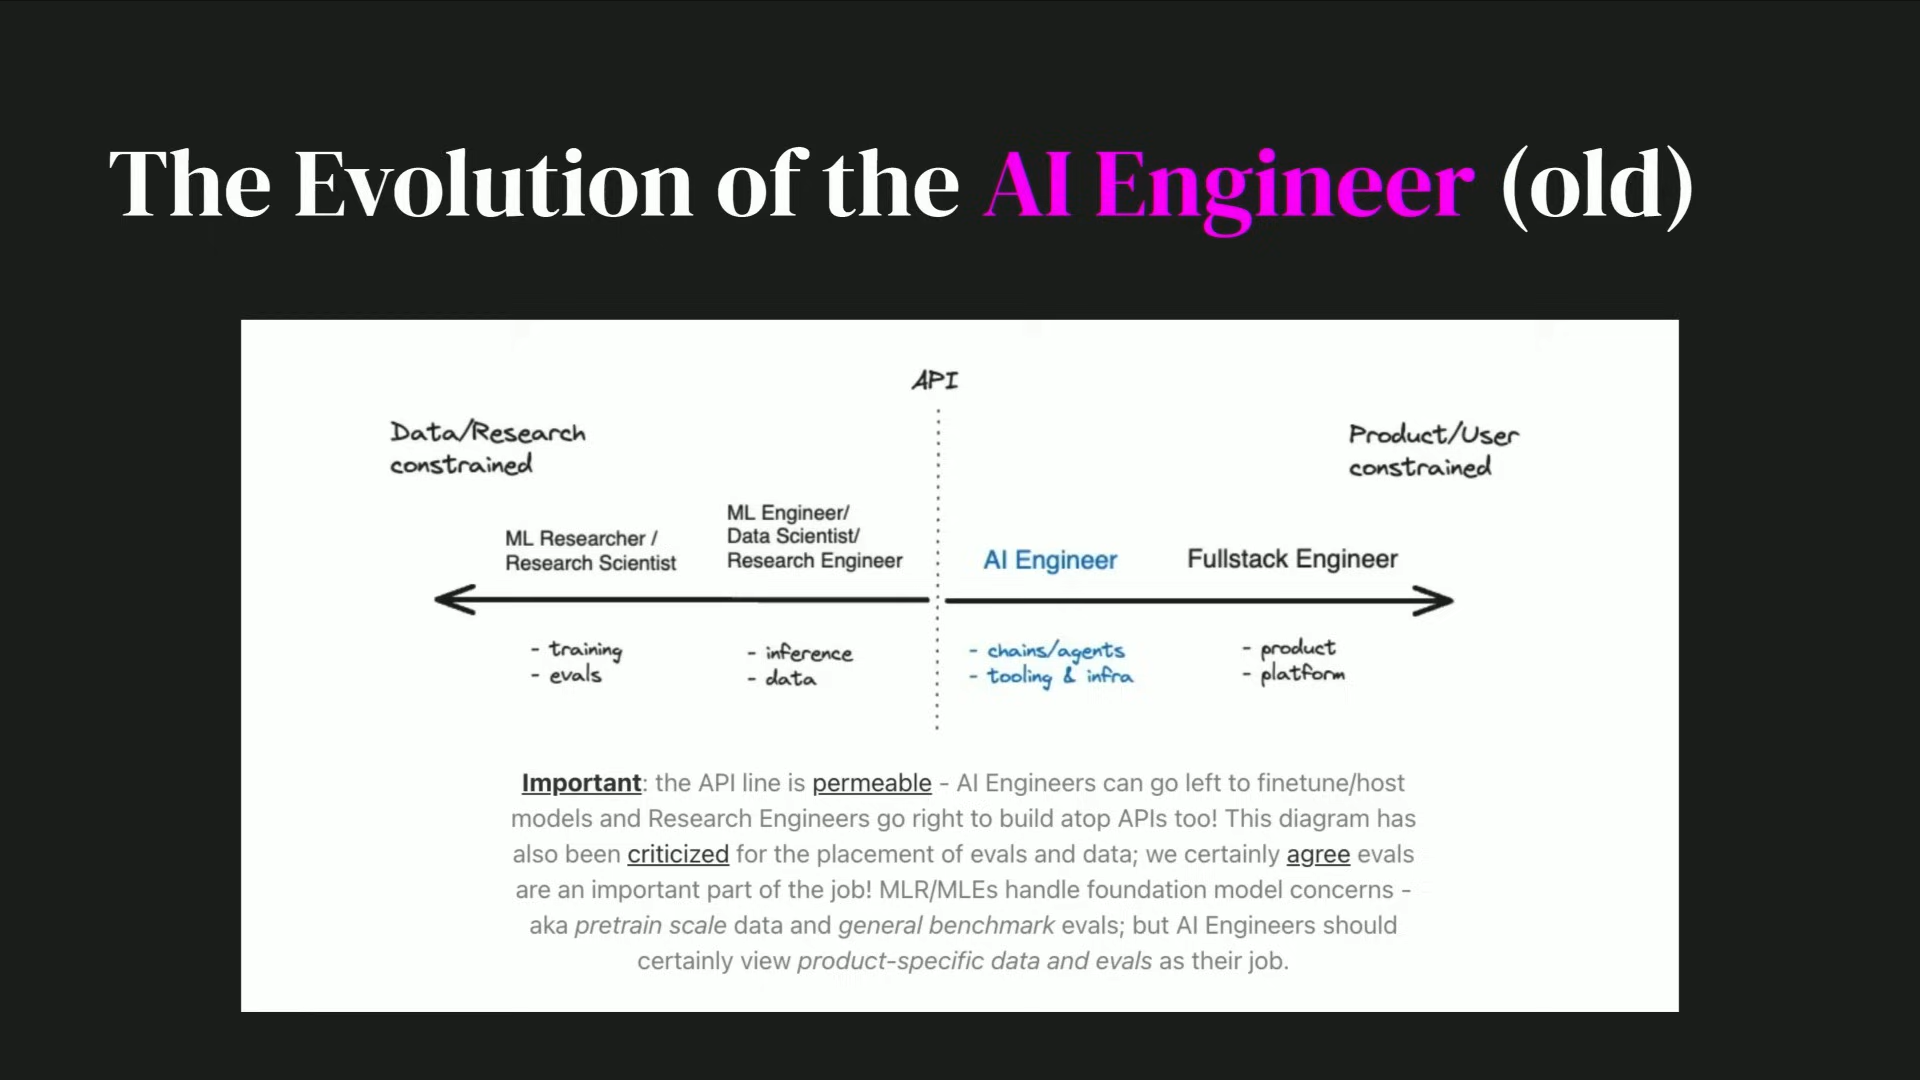 The Evolution of the AI Engineer (old)
API
Data/Research
constrained
Product/User
constrained
ML Researcher /
Research Scientist
ML Engineer/
Data Scientist/
Research Engineer
AI Engineer
Fullstack Engineer
- training
- evals
- inference
- data
- chains/agents
- tooling & infra
- product
- platform
Important: the API line is permeable - AI Engineers can go left to finetune/host
models and Research Engineers go right to build atop APIs too! This diagram has
also been criticized for the placement of evals and data; we certainly agree evals
are an important part of the job! MLR/MLEs handle foundation model concerns -
aka pretrain scale data and general benchmark evals; but AI Engineers should
certainly view product-specific data and evals as their job.